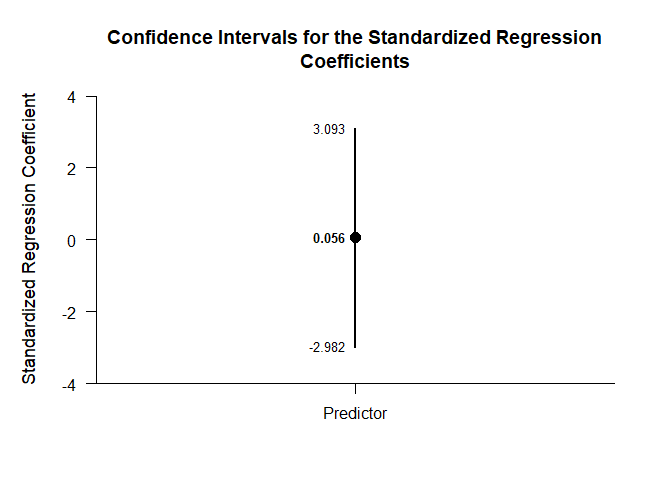 Confidence Intervals for the Standardized Regression
Coefficients
Standardized Regression Coefficient
4
2
0
-2
-4
3.093
0.056
-2.982
Predictor